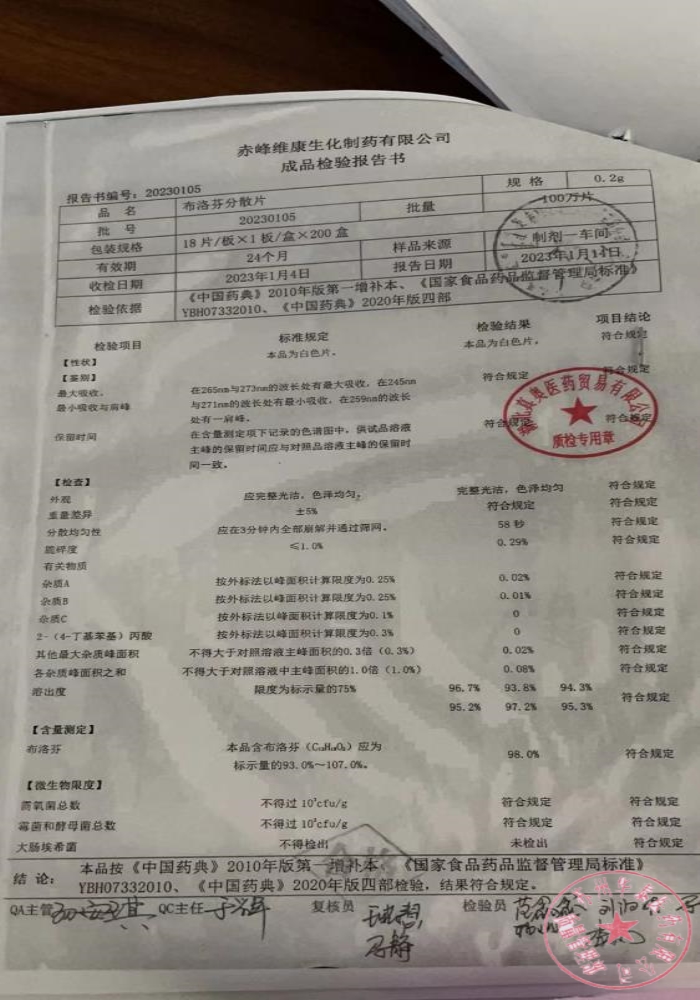 赤峰维康生化制药有限公司
成品检验报告书
报告书编号：20230105
品 名 布洛芬分散片 规 格 0.2g
批 号 20230105 批量 100万片
包装规格 18 片/板×1 板/盒×200 盒 样品来源 制剂一车间
有效期 24个月 报告日期 2023年1月14日
收检日期 2023年1月4日
检验依据 《中国药典》2010年版第一增补本、《国家食品药品监督管理局标准》
YBH07332010、《中国药典》2020年版四部
检验项目 标准规定 检验结果 项目结论
【性状】 本品为白色片。 本品为白色片。 符合规定
【鉴别】
最大吸收、 在265nm与273nm的波长处有最大吸收，在245nm 符合规定 符合规定
最小吸收与肩峰 与271nm的波长处有最小吸收，在259nm的波长
处有一肩峰。
保留时间 在含量测定项下记录的色谱图中，供试品溶液 符合规定 符合规定
主峰的保留时间应与对照品溶液主峰的保留时
间一致。
医药贸易有限公司
质检专用章
【检查】
外观 应完整光洁，色泽均匀。 完整光洁，色泽均匀 符合规定
重量差异 ±5% 符合规定 符合规定
分散均匀性 应在3分钟内全部崩解并通过筛网。 58 秒 符合规定
脆碎度 ≤1.0% 0.29% 符合规定
有关物质
杂质A 按外标法以峰面积计算限度为0.25% 0.02% 符合规定
杂质B 按外标法以峰面积计算限度为0.25% 0.01% 符合规定
杂质C 按外标法以峰面积计算限度为0.1% 0 符合规定
2-（4-丁基苯基）丙酸 按外标法以峰面积计算限度为0.3% 0 符合规定
其他最大杂质峰面积 不得大于对照溶液主峰面积的0.3倍（0.3%） 0.02% 符合规定
各杂质峰面积之和 不得大于对照溶液中主峰面积的1.0倍（1.0%） 0.08% 符合规定
溶出度 限度为标示量的75% 96.7% 93.8% 94.3% 符合规定
95.2% 97.2% 95.3%
【含量测定】
布洛芬 本品含布洛芬（C₁₃H₁₈O₂）应为 98.0% 符合规定
标示量的93.0%～107.0%。
【微生物限度】
需氧菌总数 不得过 10³cfu/g 符合规定 符合规定
霉菌和酵母菌总数 不得过 10²cfu/g 符合规定 符合规定
大肠埃希菌 不得检出 未检出 符合规定
结 论： 本品按《中国药典》2010年版第一增补本、《国家食品药品监督管理局标准》
YBH07332010、《中国药典》2020年版四部检验，结果符合规定。
QA主管 QC主任 复核员 检验员